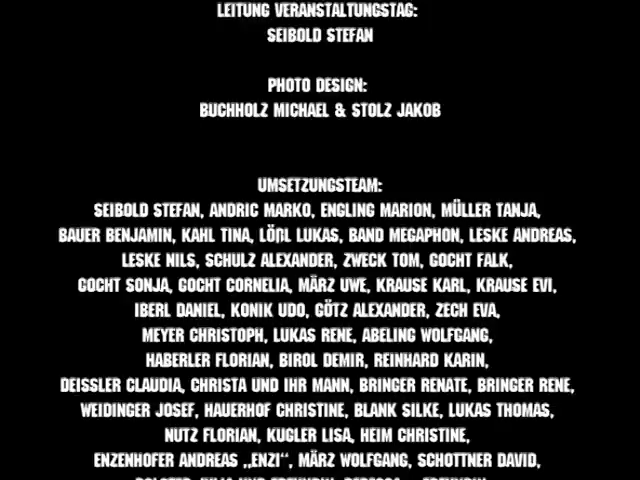 LEITUNG VERANSTALTUNGSTAG:
SEIBOLD STEFAN
PHOTO DESIGN:
BUCHHOLZ MICHAEL & STOLZ JAKOB
UMSETZUNGSTEAM:
SEIBOLD STEFAN, ANDRIC MARKO, ENGLING MARION, MÜLLER TANJA,
BAUER BENJAMIN, KAHL TINA, LÖßL LUKAS, BAND MEGAPHON, LESKE ANDREAS,
LESKE NILS, SCHULZ ALEXANDER, ZWECK TOM, GOCHT FALK,
GOCHT SONJA, GOCHT CORNELIA, MÄRZ UWE, KRAUSE KARL, KRAUSE EVI,
IBERL DANIEL, KONIK UDO, GÖTZ ALEXANDER, ZECH EVA,
MEYER CHRISTOPH, LUKAS RENE, ABELING WOLFGANG,
HABERLER FLORIAN, BIROL DEMIR, REINHARD KARIN,
DEISSLER CLAUDIA, CHRISTA UND IHR MANN, BRINGER RENATE, BRINGER RENE,
WEIDINGER JOSEF, HAUERHOF CHRISTINE, BLANK SILKE, LUKAS THOMAS,
NUTZ FLORIAN, KUGLER LISA, HEIM CHRISTINE,
ENZENHOFER ANDREAS „ENZI“, MÄRZ WOLFGANG, SCHOTTNER DAVID,